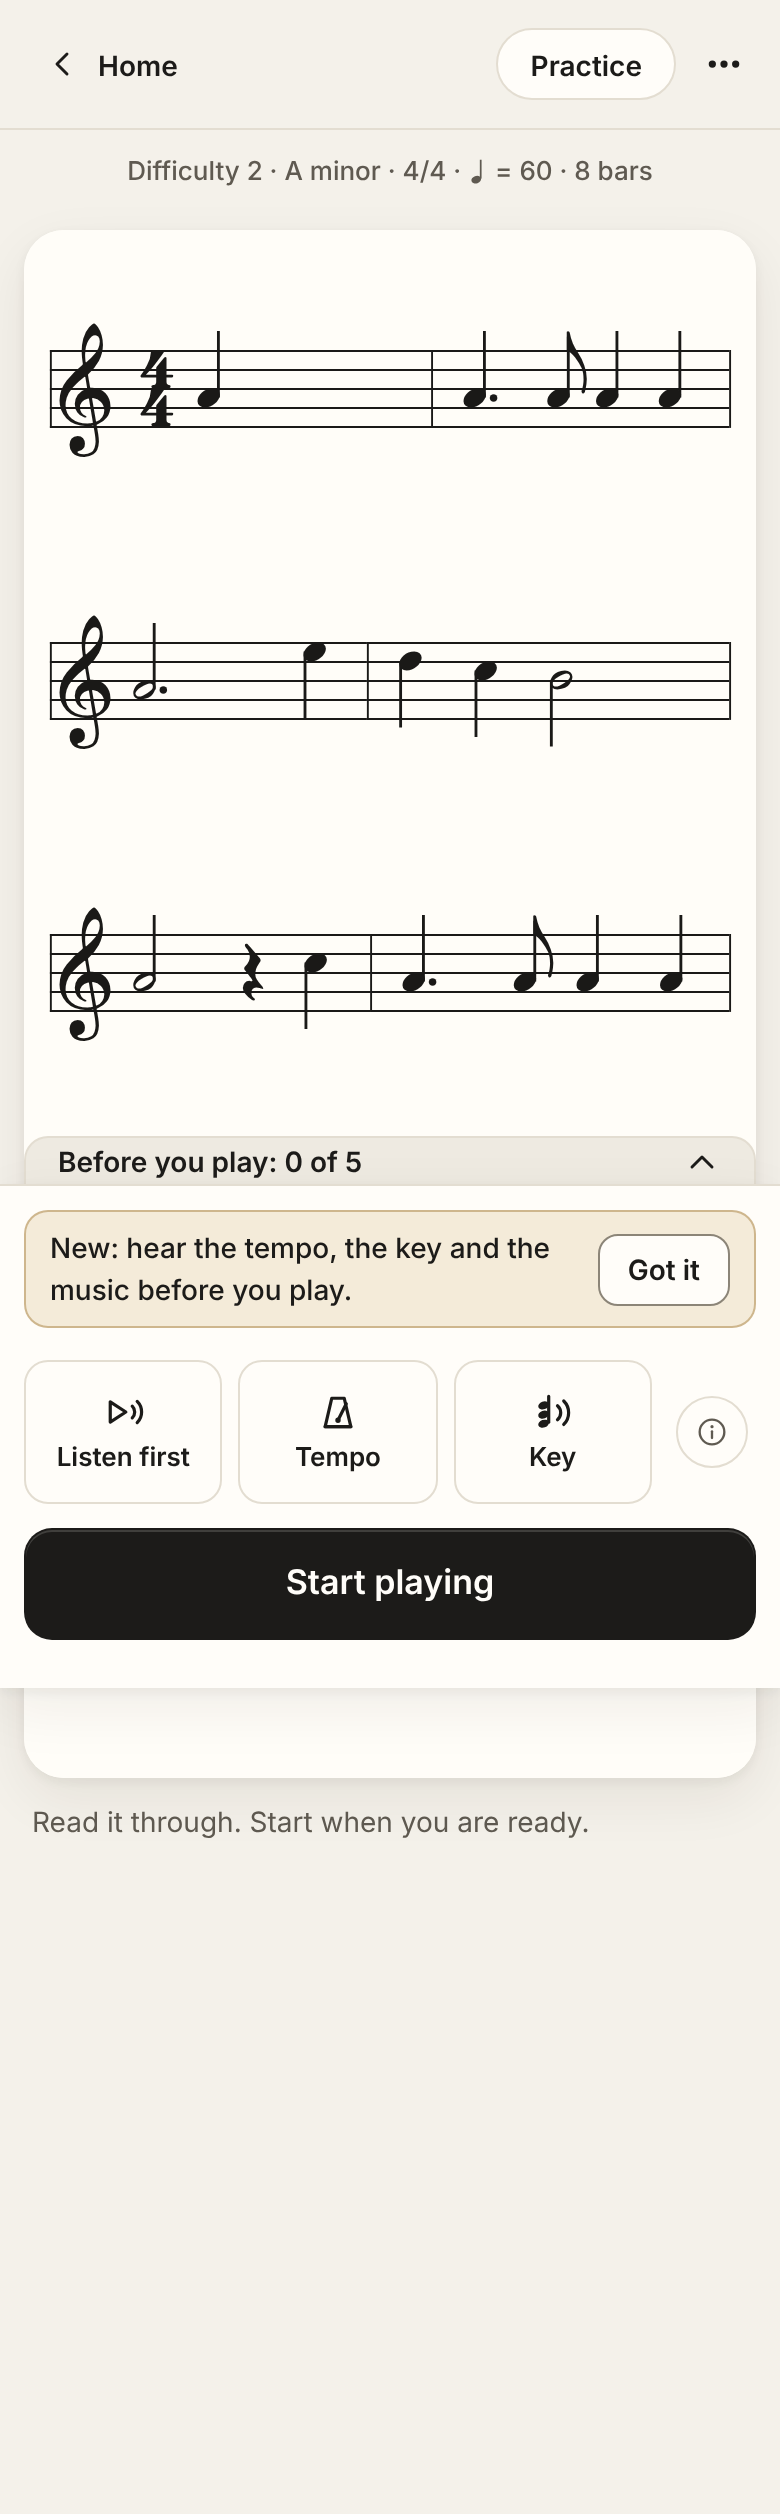 Home
Practice
Difficulty 2 · A minor · 4/4 · ♩ = 60 · 8 bars
4
4
Before you play: 0 of 5
New: hear the tempo, the key and the
music before you play.
Got it
Listen first
Tempo
Key
Start playing
Read it through. Start when you are ready.